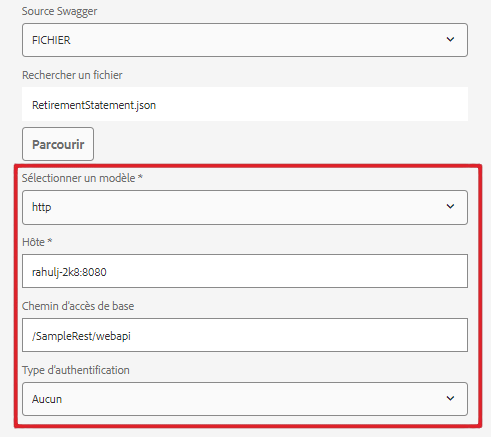 Source Swagger
FICHIER
Rechercher un fichier
RetirementStatement.json
Parcourir
Sélectionner un modèle *
http
Hôte *
rahulj-2k8:8080
Chemin d'accès de base
/SampleRest/webapi
Type d'authentification
Aucun